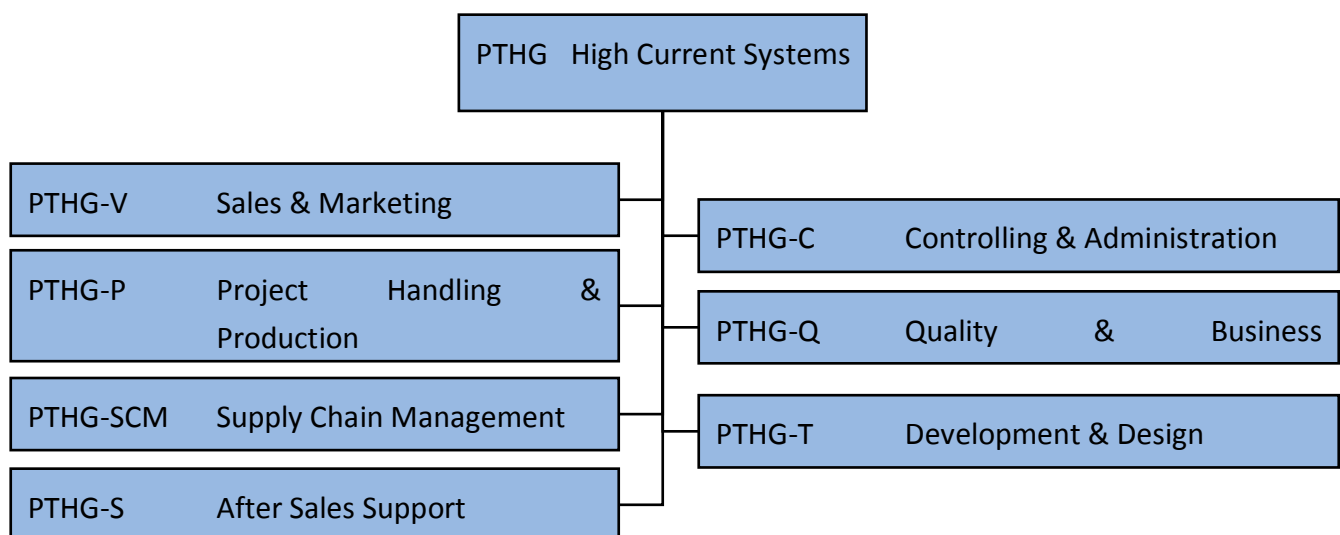 PTHG High Current Systems
PTHG-V Sales & Marketing
PTHG-P Project Handling &
Production
PTHG-SCM Supply Chain Management
PTHG-S After Sales Support
PTHG-C Controlling & Administration
PTHG-Q Quality & Business
PTHG-T Development & Design